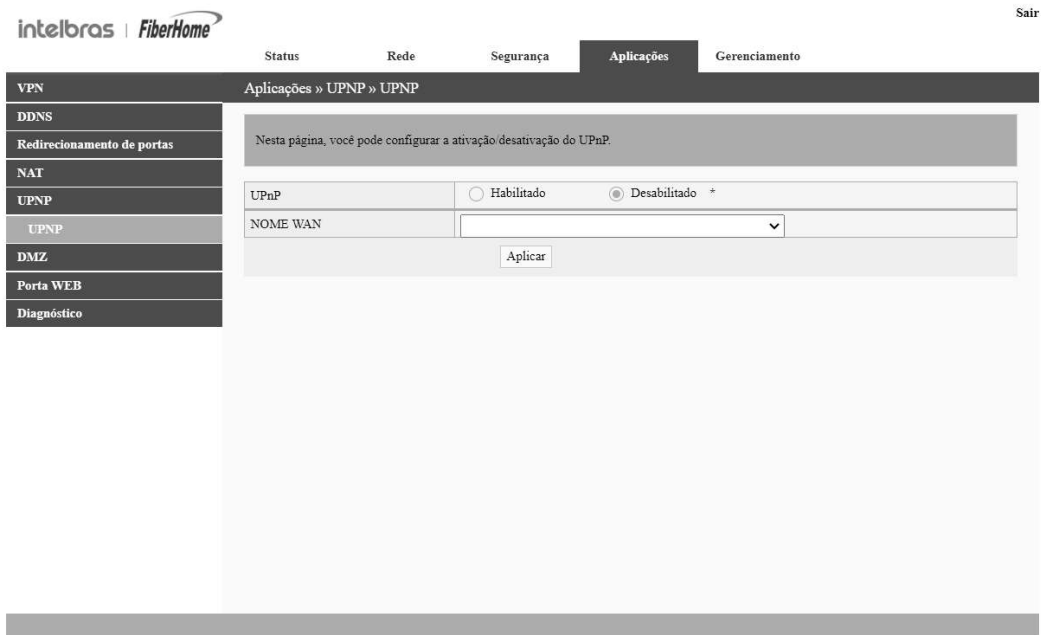 Sair
intelbras | FiberHome
Status Rede Segurança Aplicações Gerenciamento
VPN
DDNS
Redirecionamento de portas
NAT
UPNP
UPNP
DMZ
Porta WEB
Diagnóstico
Aplicações » UPNP » UPNP
Nesta página, você pode configurar a ativação/desativação do UPnP.
UPnP Habilitado Desabilitado *
NOME WAN
Aplicar